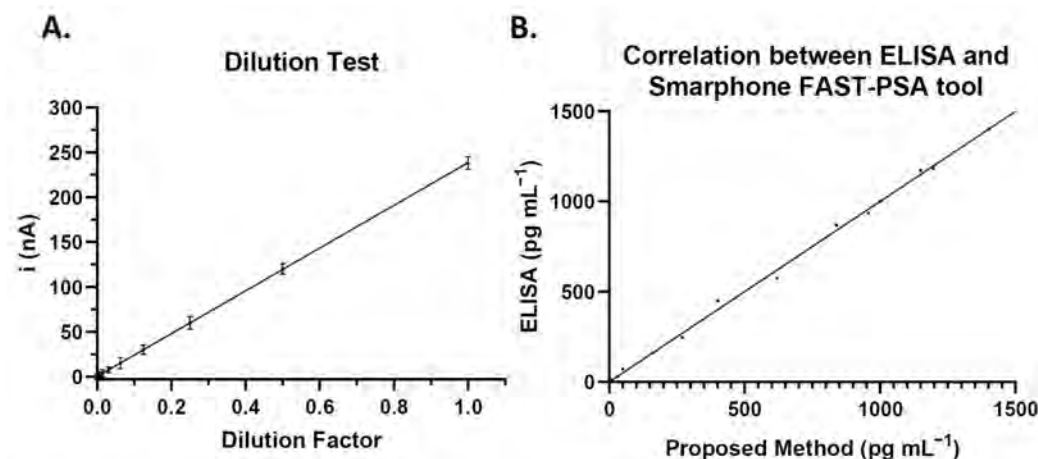 A.
Dilution Test
300
250
200
150
100
50
0
i (nA)
0.0 0.2 0.4 0.6 0.8 1.0
Dilution Factor
B.
Correlation between ELISA and
Smarphone FAST-PSA tool
1500
1000
500
0
ELISA (pg mL⁻¹)
0 500 1000 1500
Proposed Method (pg mL⁻¹)